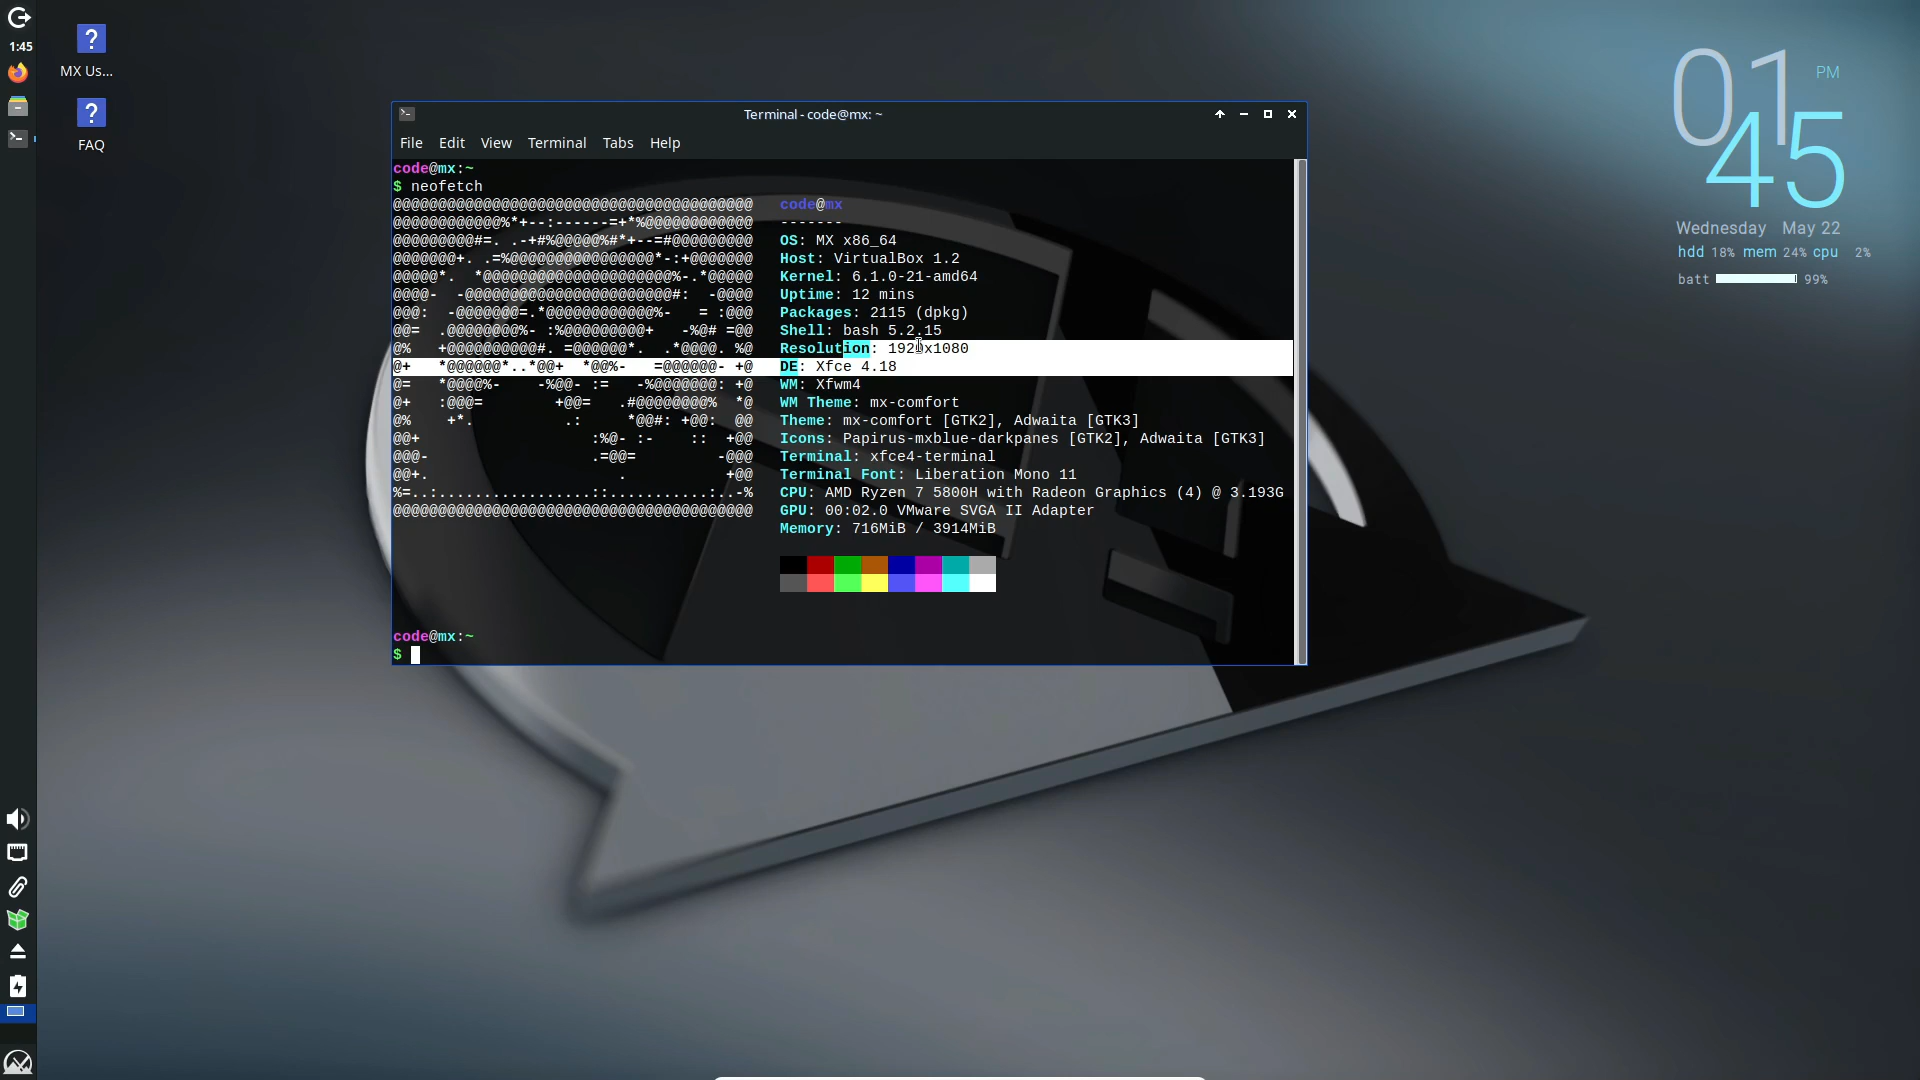 1:45
MX Us...
FAQ
Terminal - code@mx: ~
File Edit View Terminal Tabs Help
code@mx:~
$ neofetch
code@mx
-------
OS: MX x86_64
Host: VirtualBox 1.2
Kernel: 6.1.0-21-amd64
Uptime: 12 mins
Packages: 2115 (dpkg)
Shell: bash 5.2.15
Resolution: 1920x1080
DE: Xfce 4.18
WM: Xfwm4
WM Theme: mx-comfort
Theme: mx-comfort [GTK2], Adwaita [GTK3]
Icons: Papirus-mxblue-darkpanes [GTK2], Adwaita [GTK3]
Terminal: xfce4-terminal
Terminal Font: Liberation Mono 11
CPU: AMD Ryzen 7 5800H with Radeon Graphics (4) @ 3.193G
GPU: 00:02.0 VMware SVGA II Adapter
Memory: 716MiB / 3914MiB
code@mx:~
$
01 PM
45
Wednesday May 22
hdd 18% mem 24% cpu 2%
batt 99%